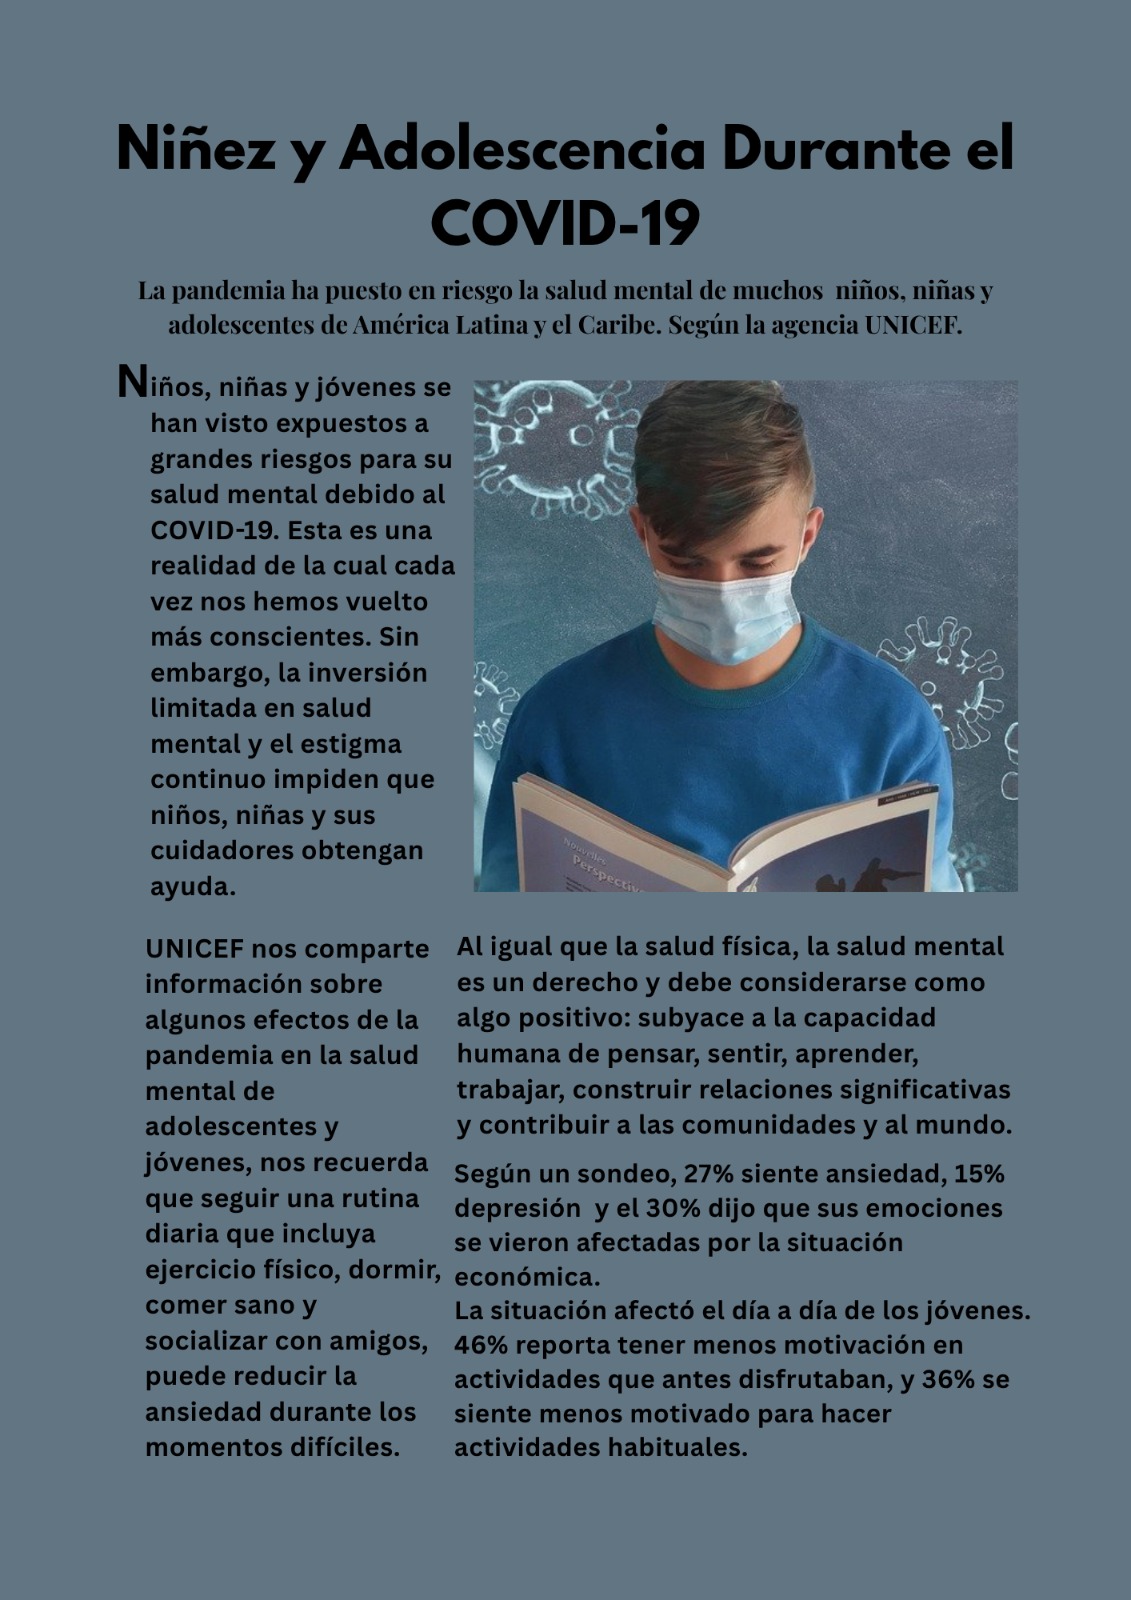 Niñez y Adolescencia Durante el
COVID-19
La pandemia ha puesto en riesgo la salud mental de muchos  niños, niñas y
adolescentes de América Latina y el Caribe. Según la agencia UNICEF.
Niños, niñas y jóvenes se
han visto expuestos a
grandes riesgos para su
salud mental debido al
COVID-19. Esta es una
realidad de la cual cada
vez nos hemos vuelto
más conscientes. Sin
embargo, la inversión
limitada en salud
mental y el estigma
continuo impiden que
niños, niñas y sus
cuidadores obtengan
ayuda.
Nouvelles
Perspectiv
UNICEF nos comparte
información sobre
algunos efectos de la
pandemia en la salud
mental de
adolescentes y
jóvenes, nos recuerda
que seguir una rutina
diaria que incluya
ejercicio físico, dormir,
comer sano y
socializar con amigos,
puede reducir la
ansiedad durante los
momentos difíciles.
Al igual que la salud física, la salud mental
es un derecho y debe considerarse como
algo positivo: subyace a la capacidad
humana de pensar, sentir, aprender,
trabajar, construir relaciones significativas
y contribuir a las comunidades y al mundo.
Según un sondeo, 27% siente ansiedad, 15%
depresión  y el 30% dijo que sus emociones
se vieron afectadas por la situación
económica.
La situación afectó el día a día de los jóvenes.
46% reporta tener menos motivación en
actividades que antes disfrutaban, y 36% se
siente menos motivado para hacer
actividades habituales.